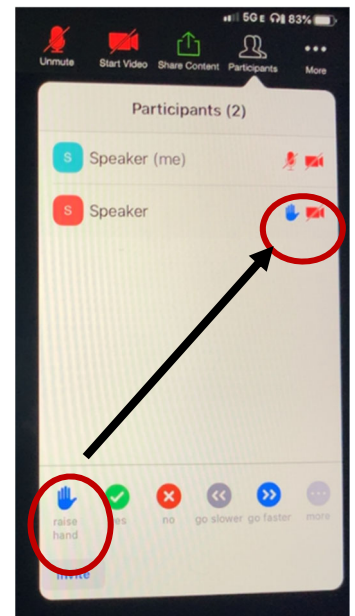 5G E 83%
Unmute Start Video Share Content Participants More
Participants (2)
S Speaker (me)
S Speaker
raise hand yes no go slower go faster more
Invite